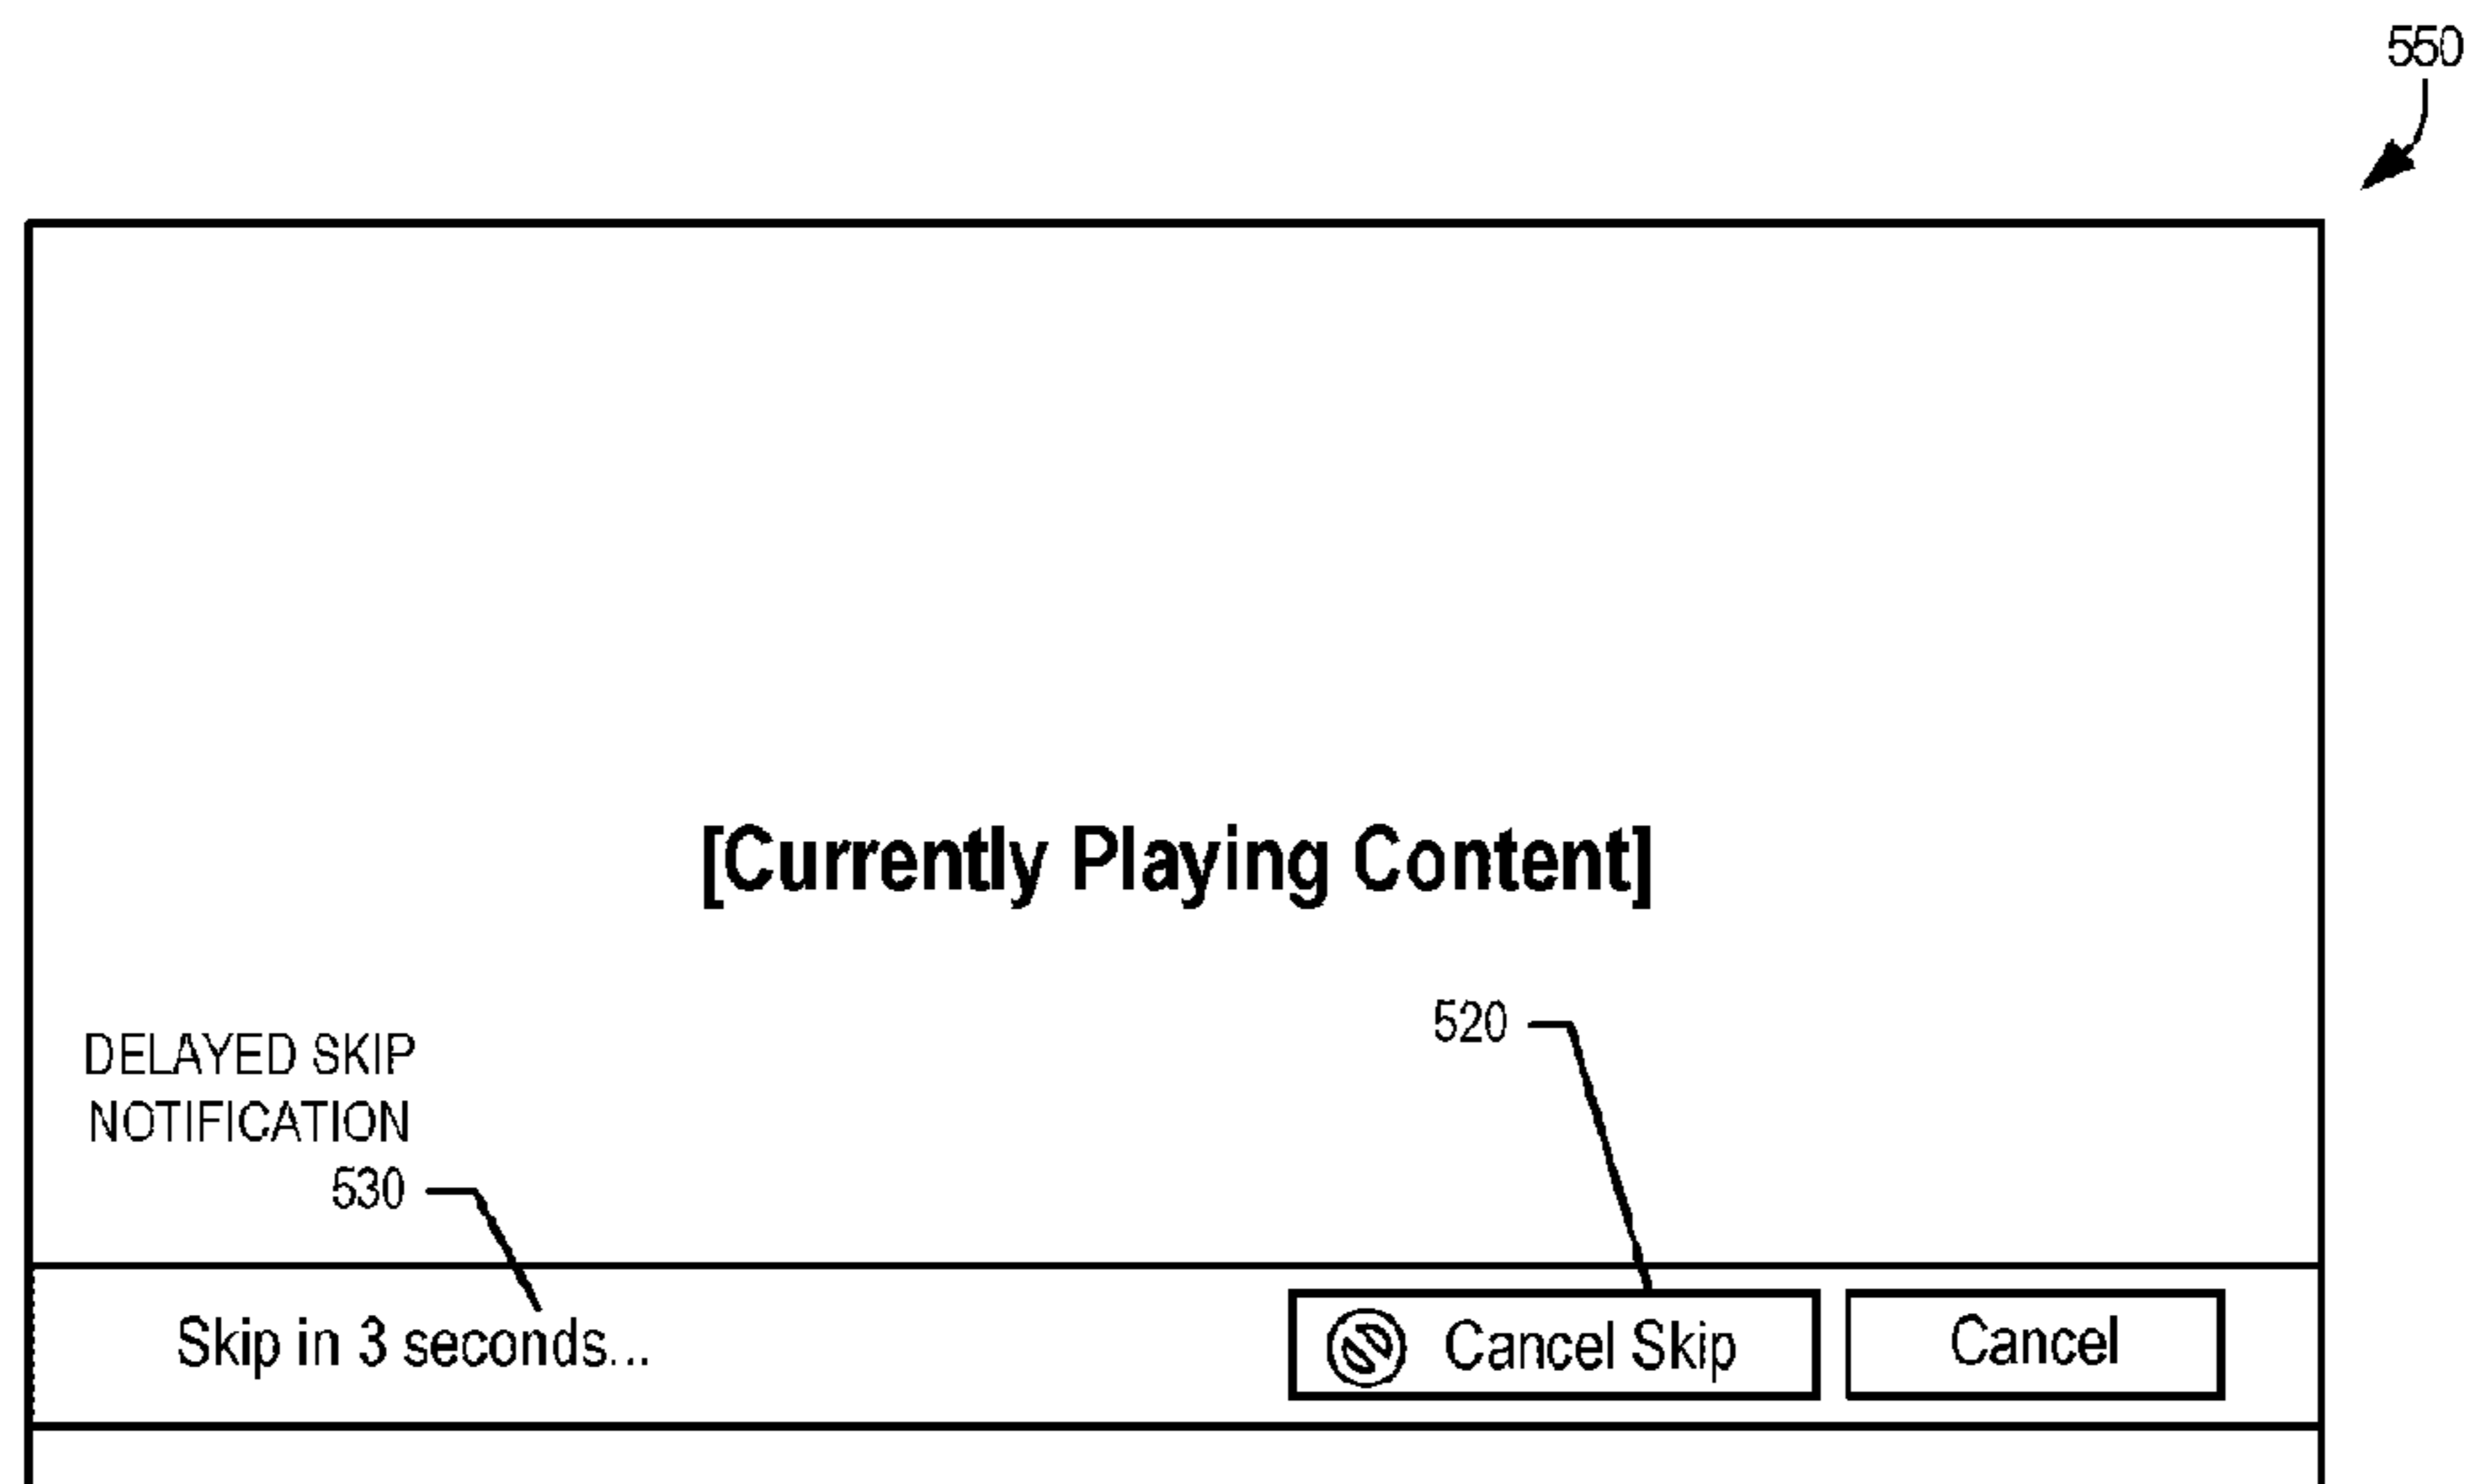 550
[Currently Playing Content]
520
DELAYED SKIP
NOTIFICATION
530
Skip in 3 seconds...
Cancel Skip
Cancel